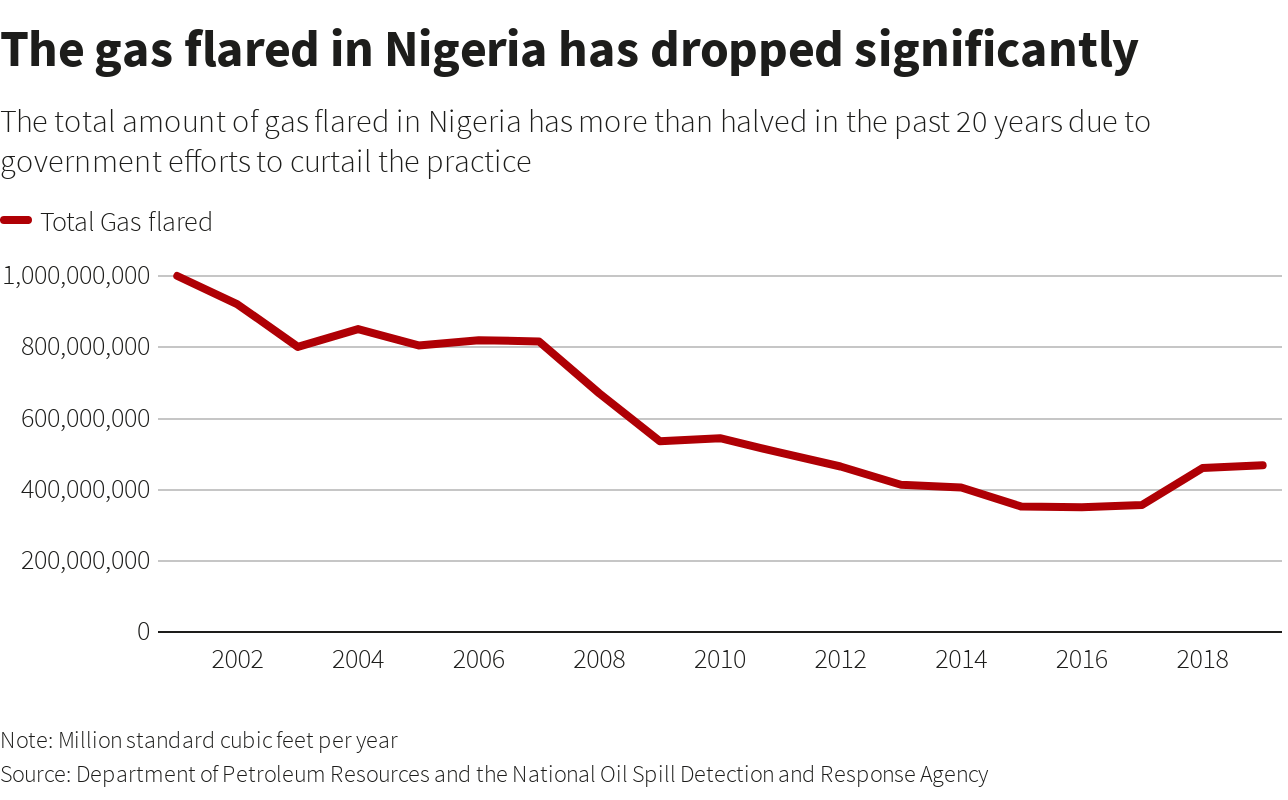 The gas flared in Nigeria has dropped significantly
The total amount of gas flared in Nigeria has more than halved in the past 20 years due to
government efforts to curtail the practice
Total Gas flared
1,000,000,000
800,000,000
600,000,000
400,000,000
200,000,000
0
2002 2004 2006 2008 2010 2012 2014 2016 2018
Note: Million standard cubic feet per year
Source: Department of Petroleum Resources and the National Oil Spill Detection and Response Agency